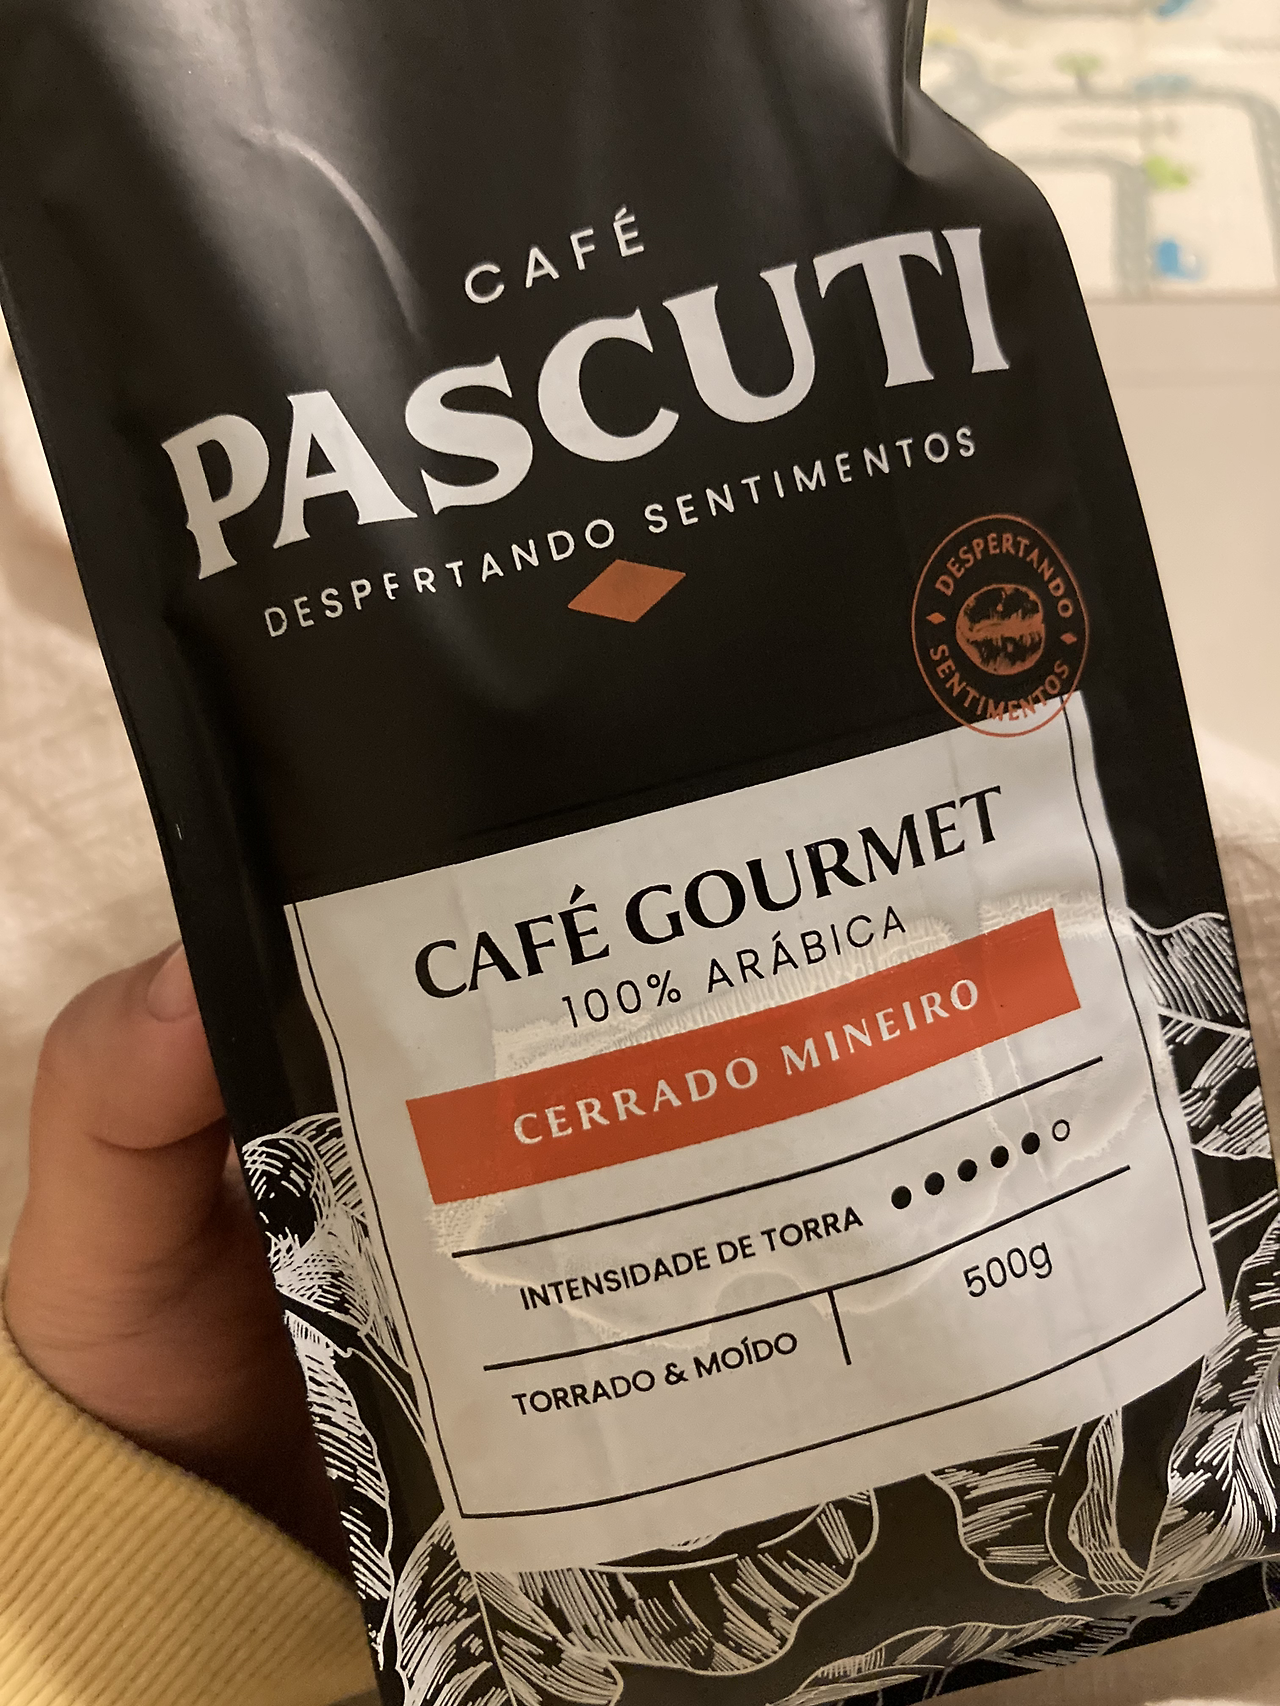 CAFÉ
PASCUTI
DESPERTANDO SENTIMENTOS
DESPERTANDO
SENTIMENTOS
CAFÉ GOURMET
100% ARÁBICA
CERRADO MINEIRO
INTENSIDADE DE TORRA
TORRADO & MOÍDO
500g